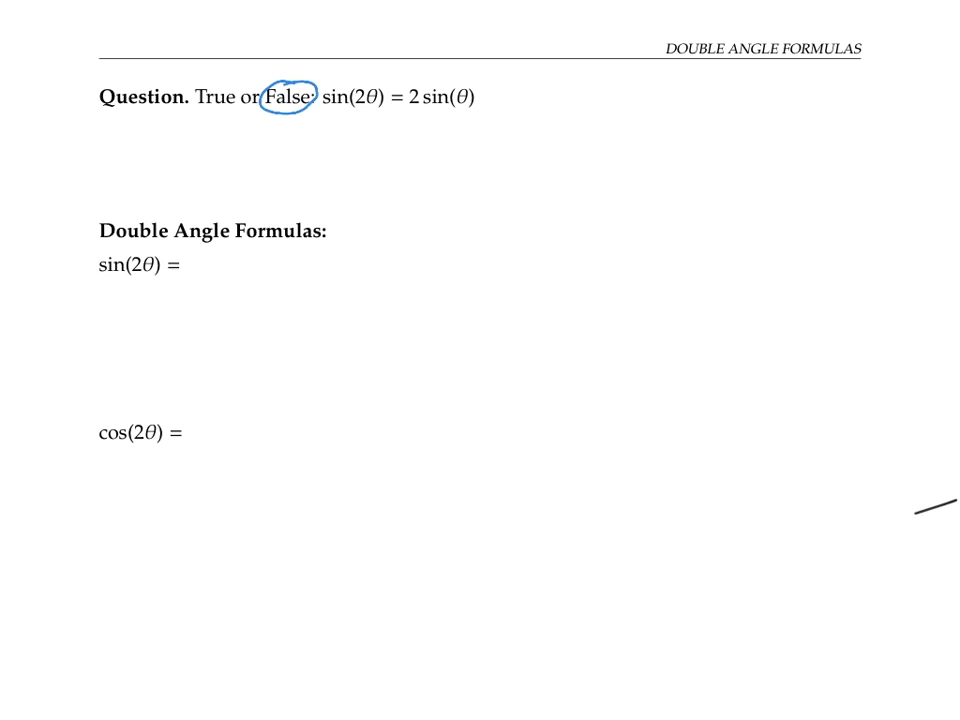 DOUBLE ANGLE FORMULAS
Question. True or False: sin(2θ) = 2 sin(θ)
Double Angle Formulas:
sin(2θ) =
cos(2θ) =